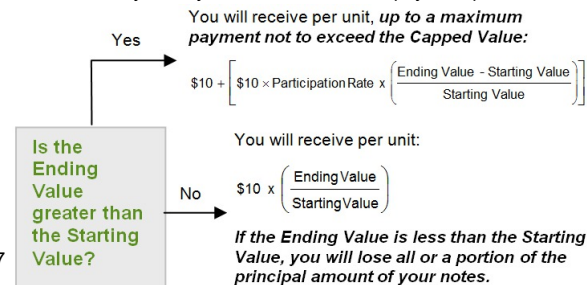 You will receive per unit, up to a maximum
payment not to exceed the Capped Value:
Yes
$10 + [$10 × Participation Rate x (Ending Value - Starting Value / Starting Value)]
Is the
Ending
Value
greater than
the Starting
Value?
No
You will receive per unit:
$10 x (Ending Value / Starting Value)
If the Ending Value is less than the Starting
Value, you will lose all or a portion of the
principal amount of your notes.